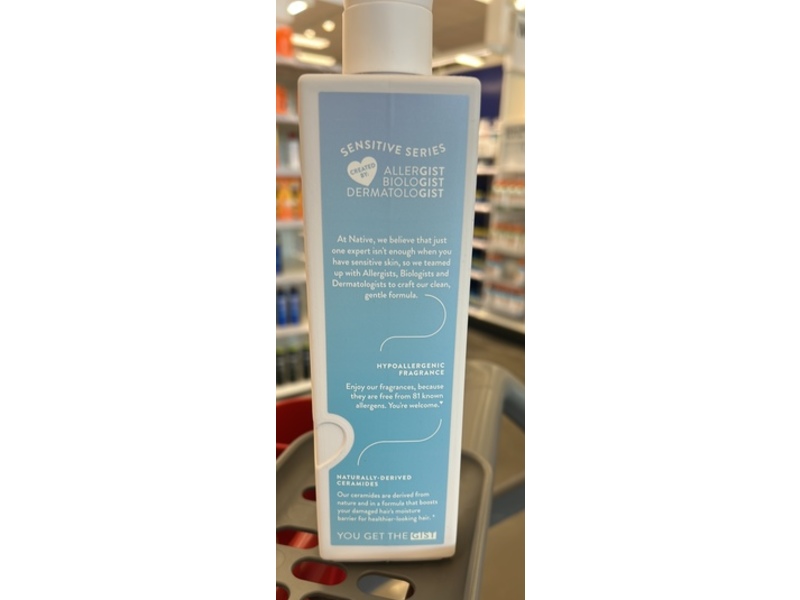 SENSITIVE SERIES
CREATED
BY:
ALLERGIST
BIOLOGIST
DERMATOLOGIST
At Native, we believe that just
one expert isn't enough when you
have sensitive skin, so we teamed
up with Allergists, Biologists and
Dermatologists to craft our clean,
gentle formula.
HYPOALLERGENIC
FRAGRANCE
Enjoy our fragrances, because
they are free from 81 known
allergens. You're welcome.*
NATURALLY-DERIVED
CERAMIDES
Our ceramides are derived from
nature and in a formula that boosts
your damaged hair's moisture
barrier for healthier-looking hair. *
YOU GET THE GIST